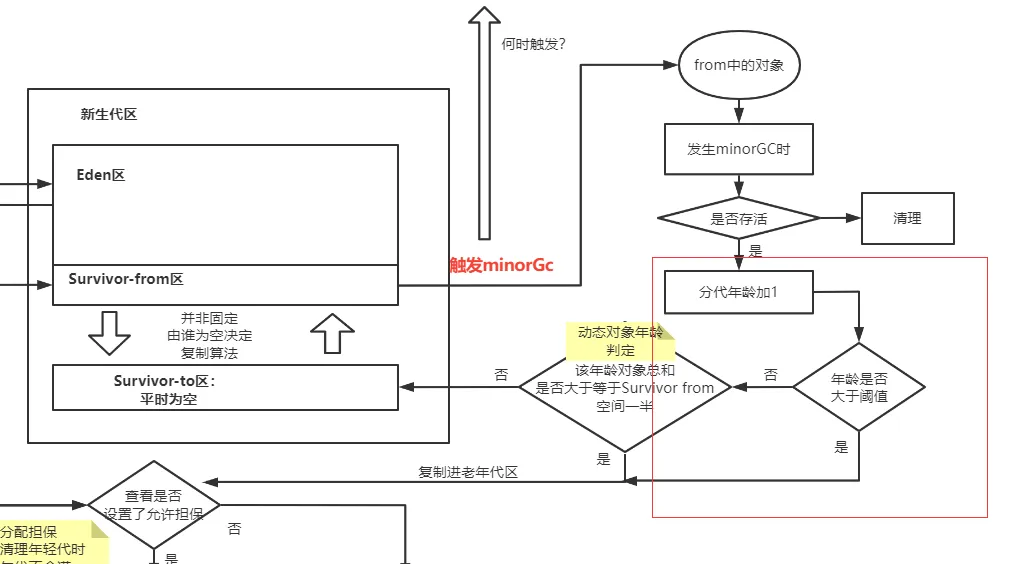 何时触发?
from中的对象
新生代区
发生minorGC时
Eden区
是否存活
清理
是
触发minorGc
Survivor-from区
分代年龄加1
并非固定
由谁为空决定
复制算法
动态对象年龄
判定
该年龄对象总和
是否大于等于Survivor from
空间一半
否
否
年龄是否
大于阈值
Survivor-to区：
平时为空
是
是
复制进老年代区
查看是否
设置了允许担保
否
分配担保
清理年轻代时
是